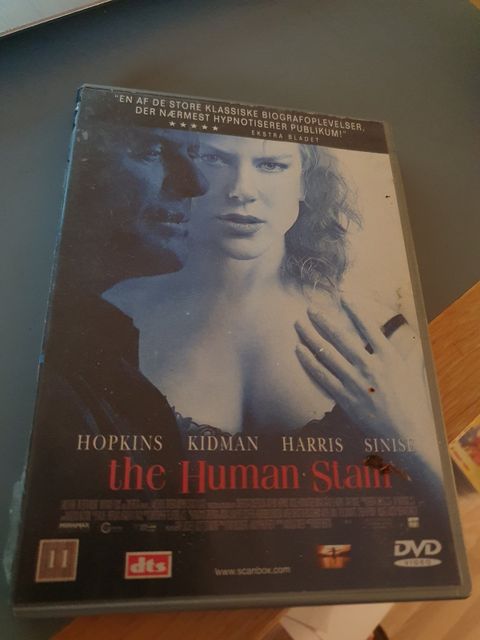 "EN AF DE STORE KLASSISKE BIOGRAFOPLEVELSER,
DER NÆRMEST HYPNOTISERER PUBLIKUM!"
★★★★★ EKSTRA BLADET
HOPKINS KIDMAN HARRIS SINISE
the Human Stain
MIRAMAX
11
dts
www.scanbox.com
DVD
VIDEO